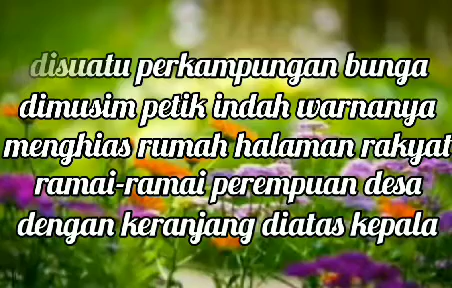 disuatu perkampungan bunga
dimusim petik indah warnanya
menghias rumah halaman rakyat
ramai-ramai perempuan desa
dengan keranjang diatas kepala